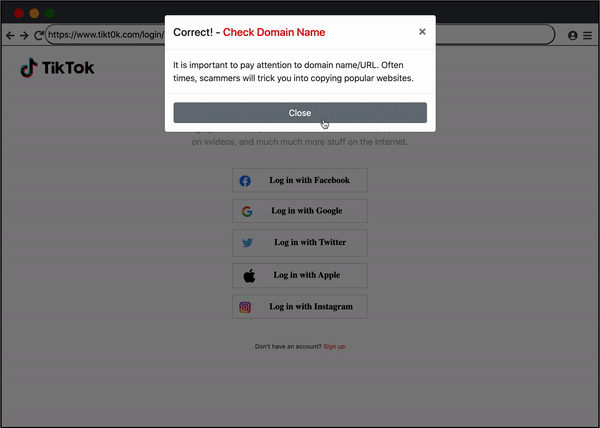 https://www.tikt0k.com/login/
Correct! - Check Domain Name ×
It is important to pay attention to domain name/URL. Often
times, scammers will trick you into copying popular websites.
Close
TikTok
on vvideos, and much much more stuff on the internet.
Log in with Facebook
Log in with Google
Log in with Twitter
Log in with Apple
Log in with Instagram
Don't have an account? Sign up